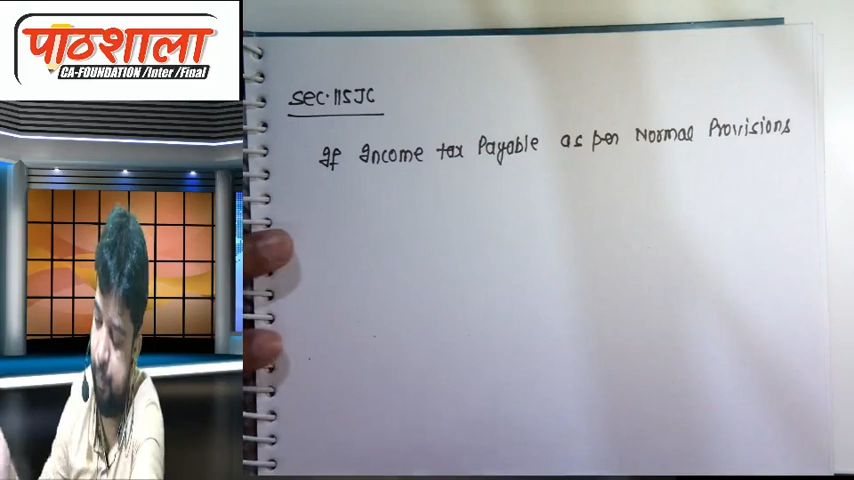 पाठशाला
CA-FOUNDATION /Inter /Final
Sec. 115JC
If Income tax Payable as per Normal Provisions